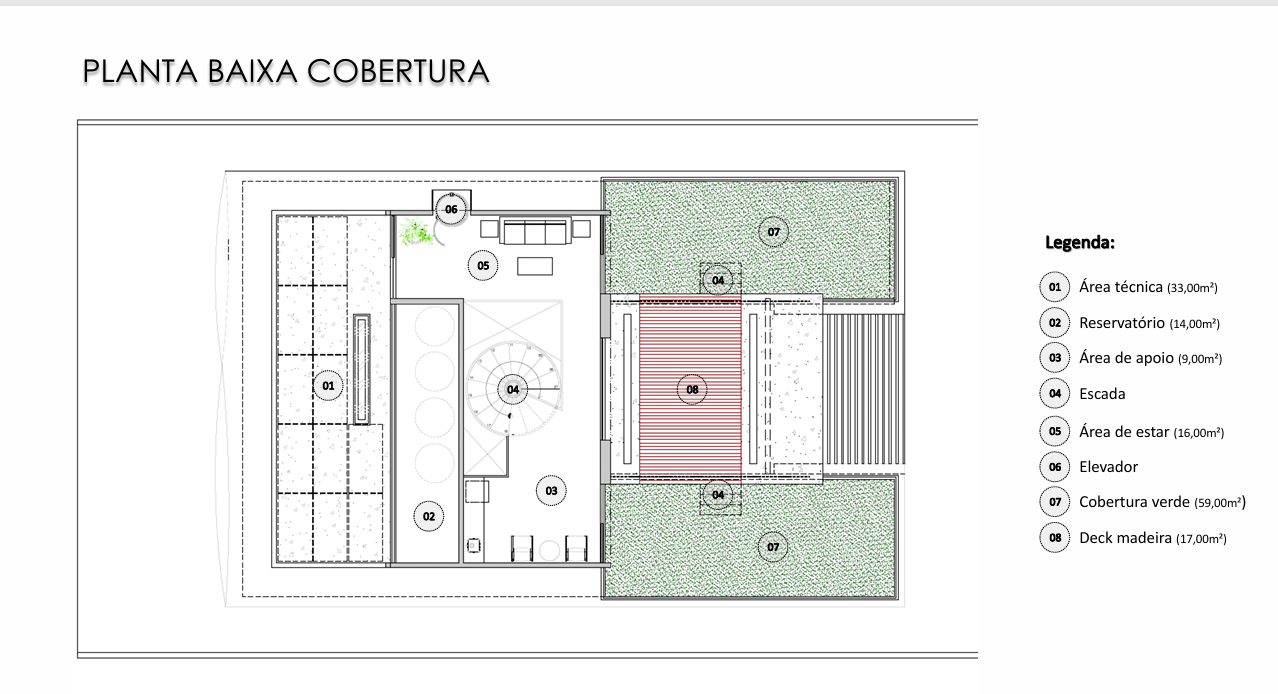 PLANTA BAIXA COBERTURA
06
07
05
04
01
04
08
03
04
02
07
Legenda:
01 Área técnica (33,00m²)
02 Reservatório (14,00m²)
03 Área de apoio (9,00m²)
04 Escada
05 Área de estar (16,00m²)
06 Elevador
07 Cobertura verde (59,00m²)
08 Deck madeira (17,00m²)